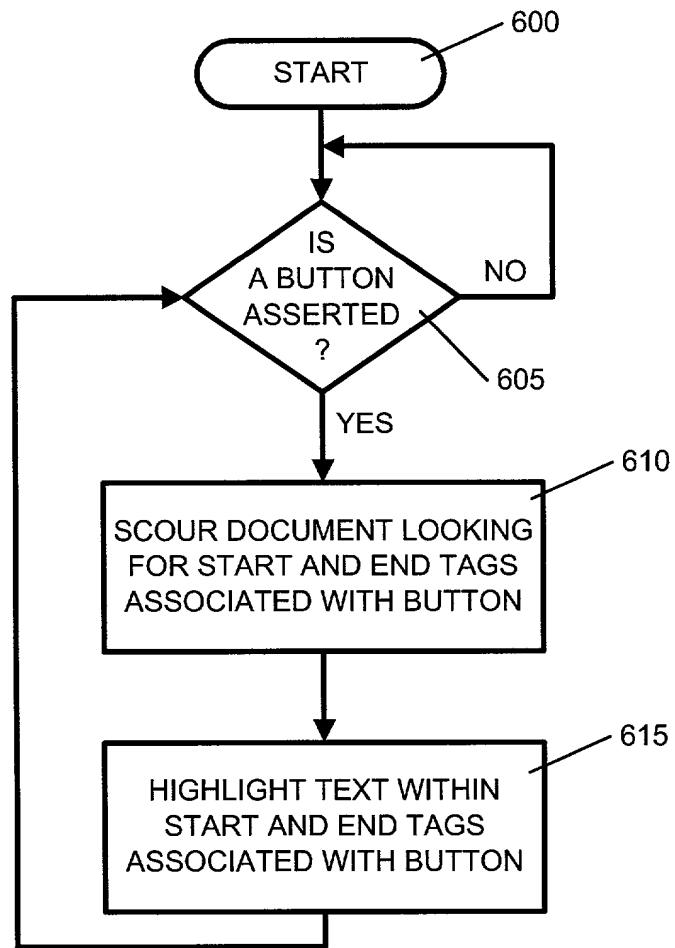 600
START
IS
A BUTTON
ASSERTED
?
NO
605
YES
610
SCOUR DOCUMENT LOOKING
FOR START AND END TAGS
ASSOCIATED WITH BUTTON
615
HIGHLIGHT TEXT WITHIN
START AND END TAGS
ASSOCIATED WITH BUTTON